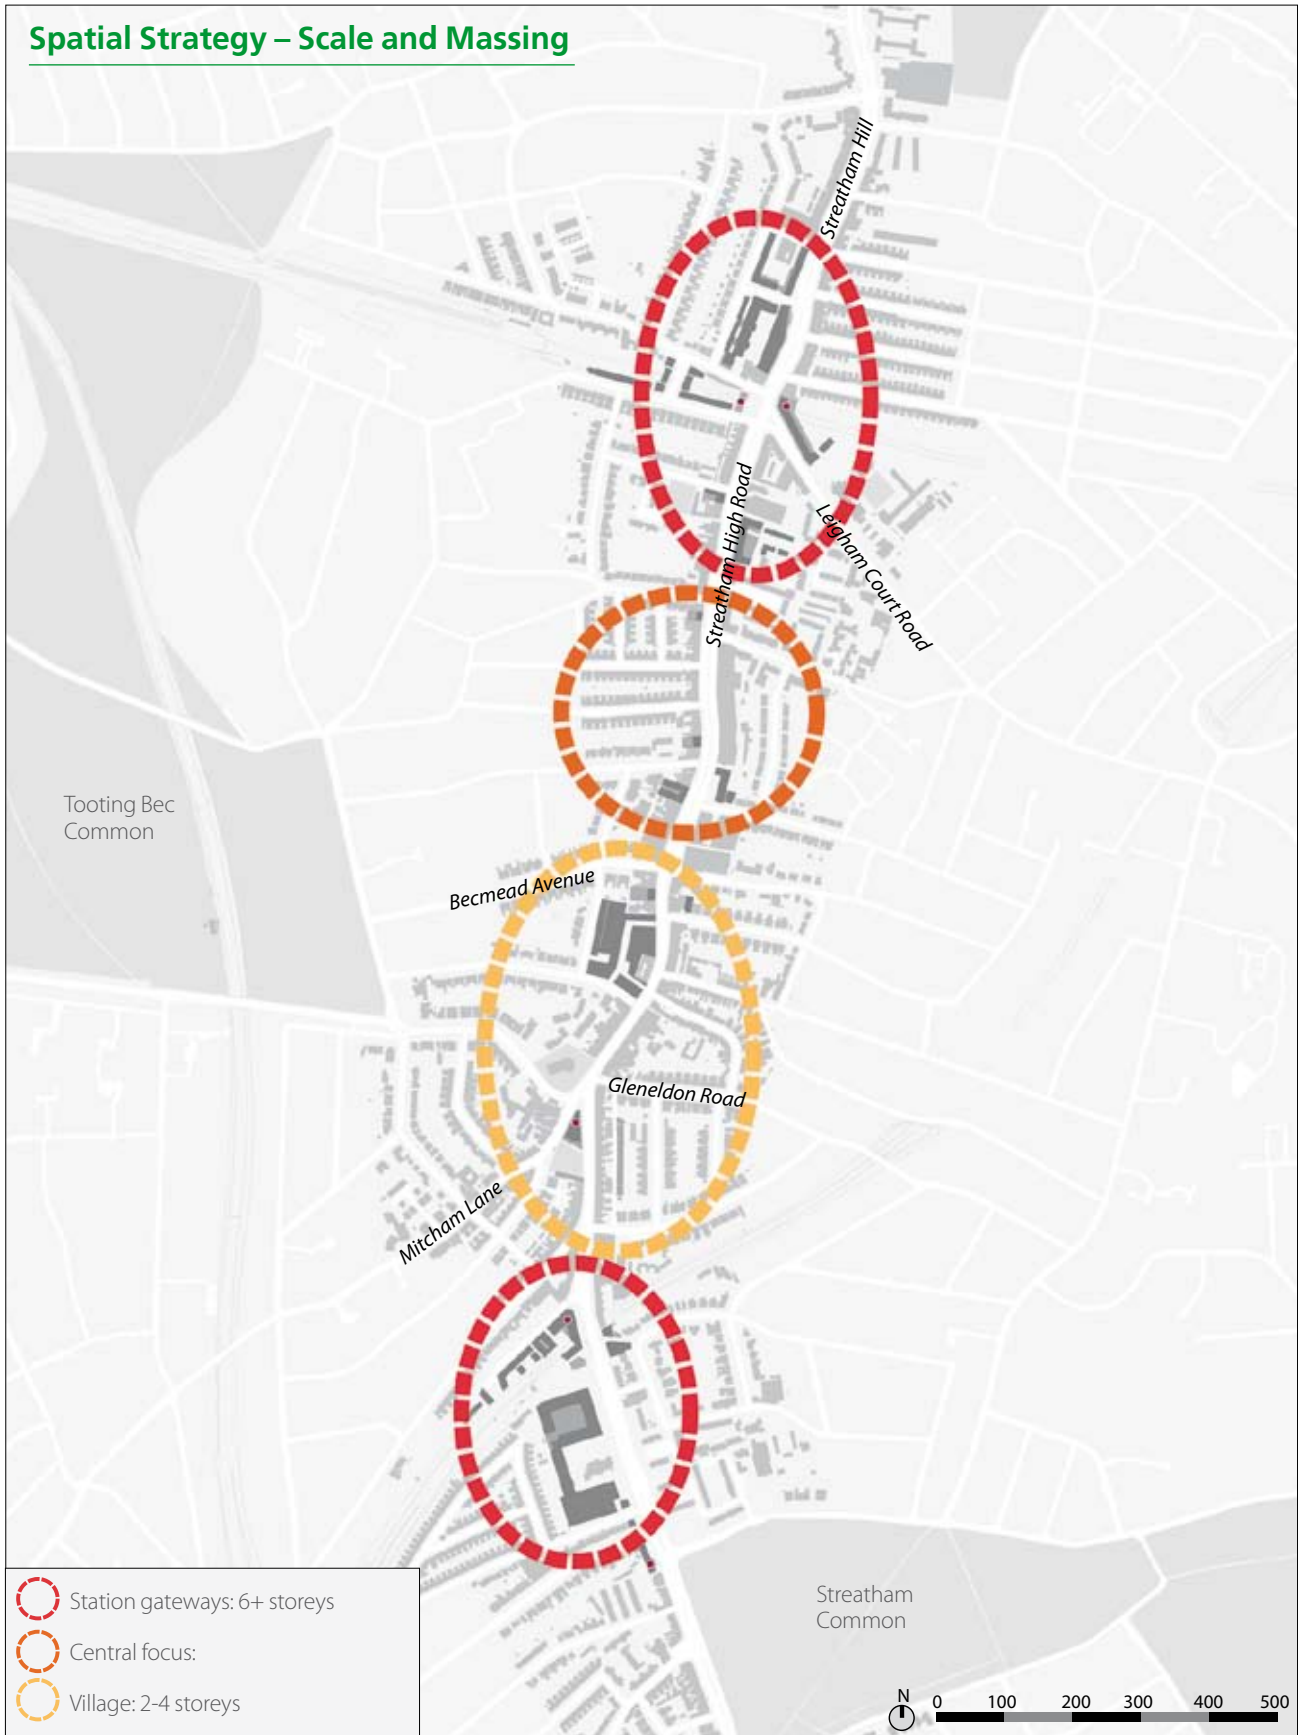 Spatial Strategy – Scale and Massing
Streatham Hill
Streatham High Road
Leigham Court Road
Tooting Bec
Common
Becmead Avenue
Gleneldon Road
Mitcham Lane
Station gateways: 6+ storeys
Central focus:
Village: 2-4 storeys
Streatham
Common
N
0 100 200 300 400 500